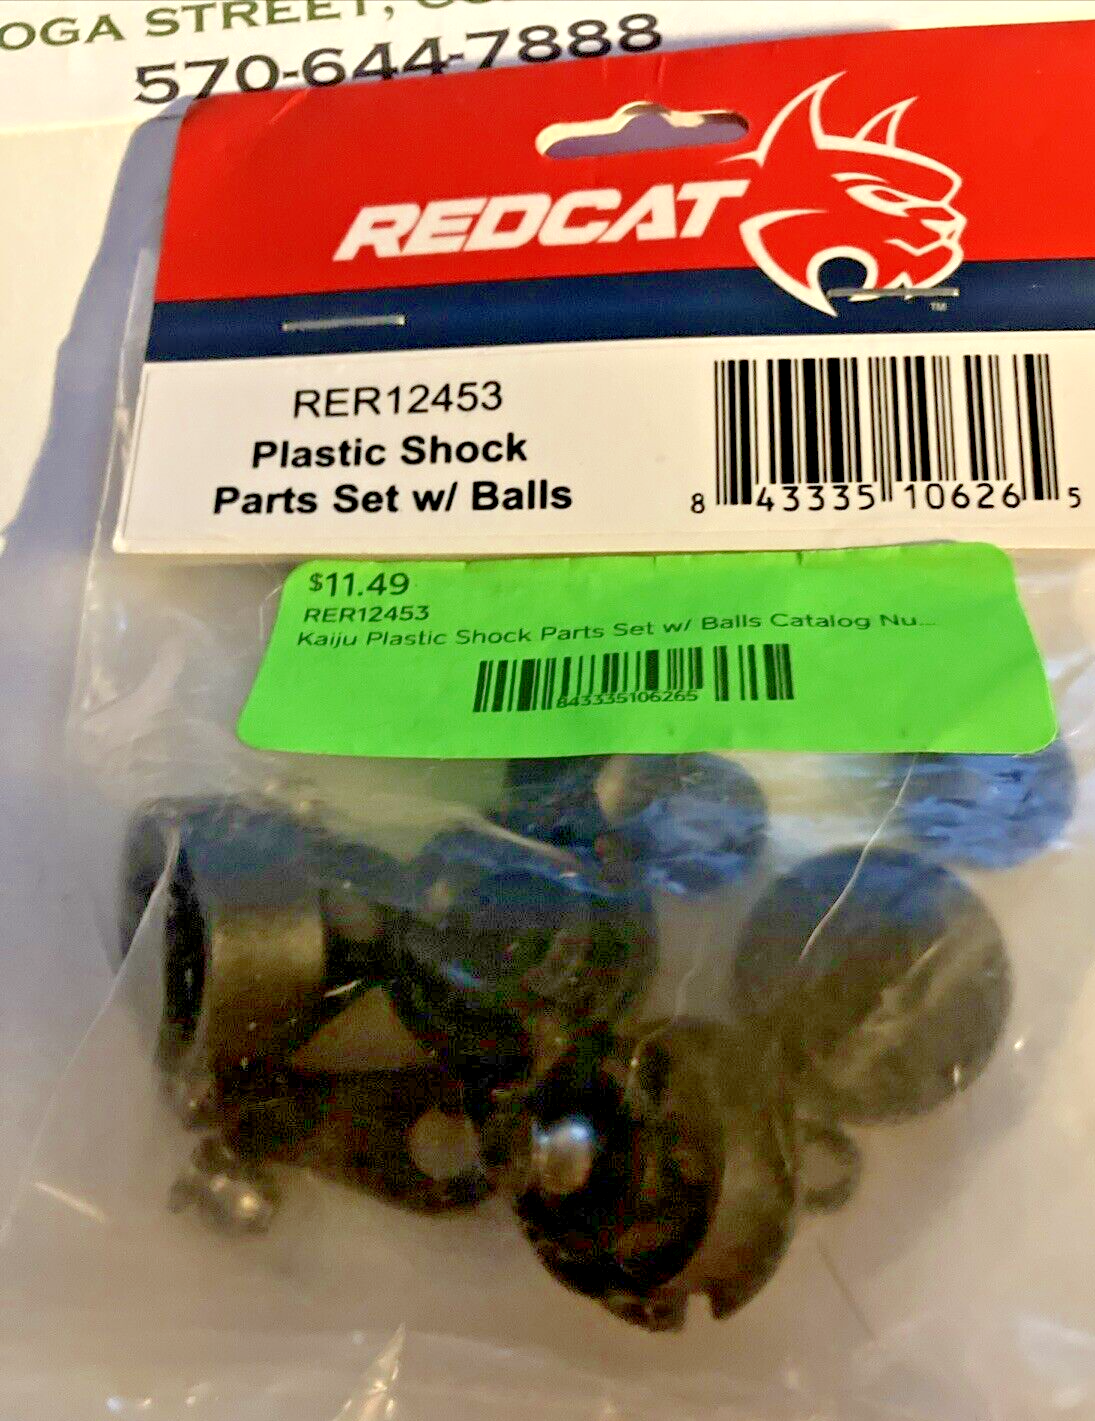 OGA STREET,
570-644-7888
REDCAT
TM
RER12453
Plastic Shock
Parts Set w/ Balls
8 43335 10626 5
$11.49
RER12453
Kaiju Plastic Shock Parts Set w/ Balls Catalog Nu...
843335106265